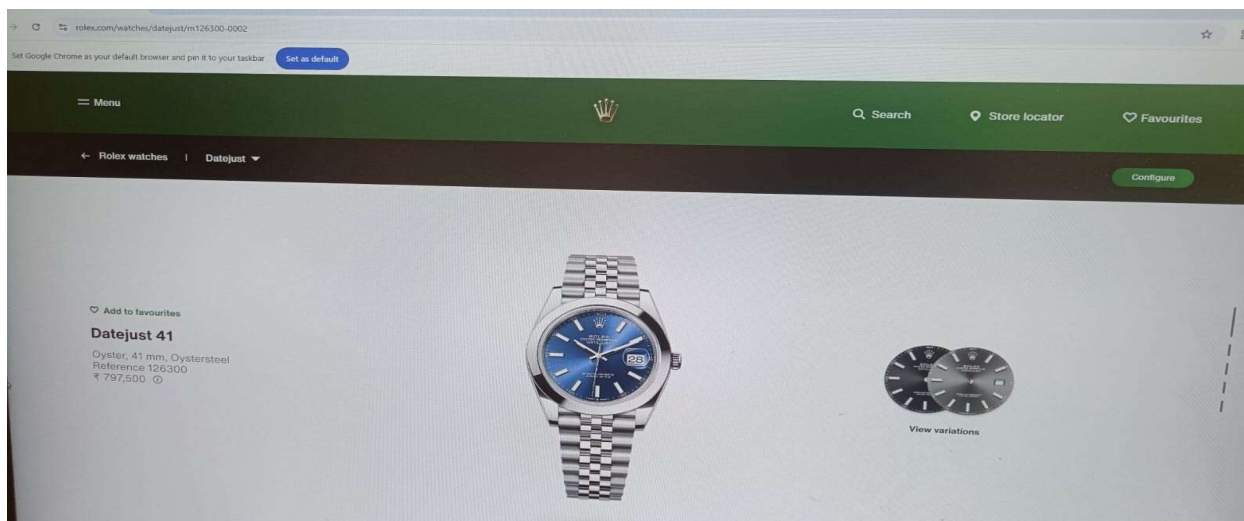 rolex.com/watches/datejust/m126300-0002
Set Google Chrome as your default browser and pin it to your taskbar Set as default
Menu
Search Store locator Favourites
Rolex watches | Datejust
Configure
Add to favourites
Datejust 41
Oyster, 41 mm, Oystersteel
Reference 126300
₹ 797,500
ROLEX
28
View variations